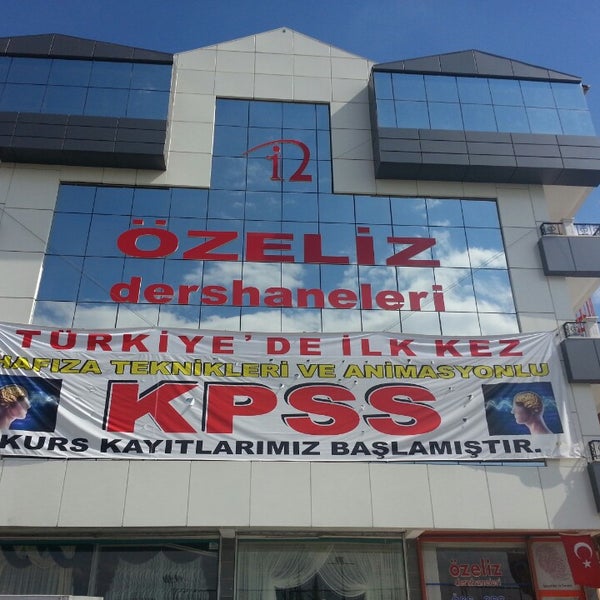 iz
ÖZELİZ
dershaneleri
TÜRKİYE'DE İLK KEZ
HAFIZA TEKNİKLERİ VE ANİMASYONLU
KPSS
KURS KAYITLARIMIZ BAŞLAMIŞTIR.
özeliz
dershaneleri